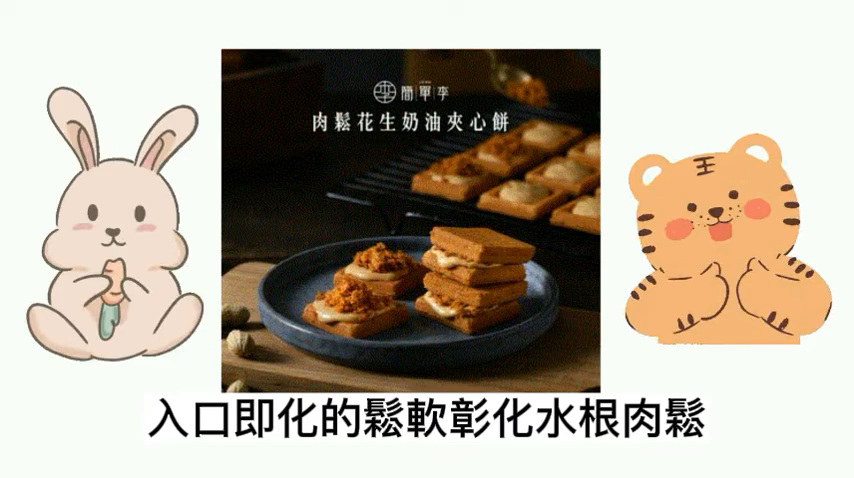 簡單李
肉鬆花生奶油夾心餅
王
入口即化的鬆軟彰化水根肉鬆